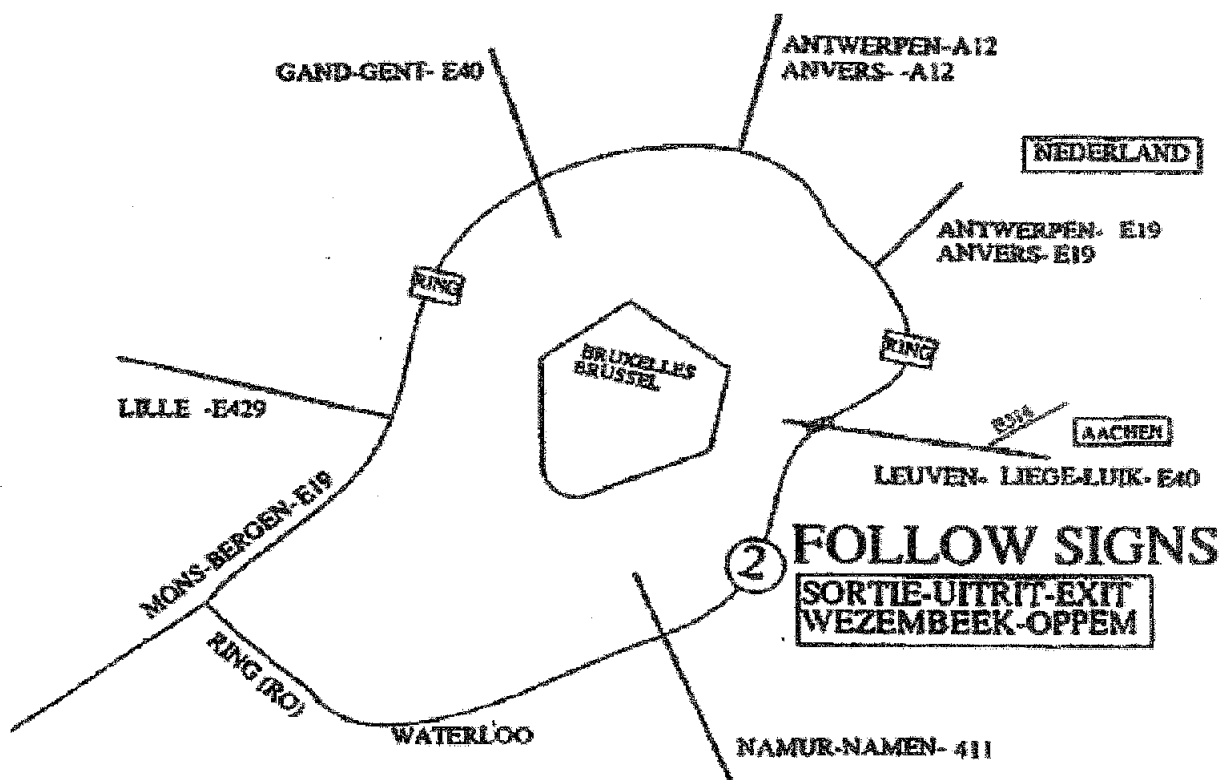 GAND-GENT- E40
ANTWERPEN-A12
ANVERS- -A12
NEDERLAND
ANTWERPEN- E19
ANVERS- E19
RING
RING
BRUXELLES
BRUSSEL
LILLE -E429
E314
AACHEN
LEUVEN- LIEGE-LUIK- E40
MONS-BERGEN-E19
2
FOLLOW SIGNS
SORTIE-UITRIT-EXIT
WEZEMBEEK-OPPEM
RING (RO)
WATERLOO
NAMUR-NAMEN- 411